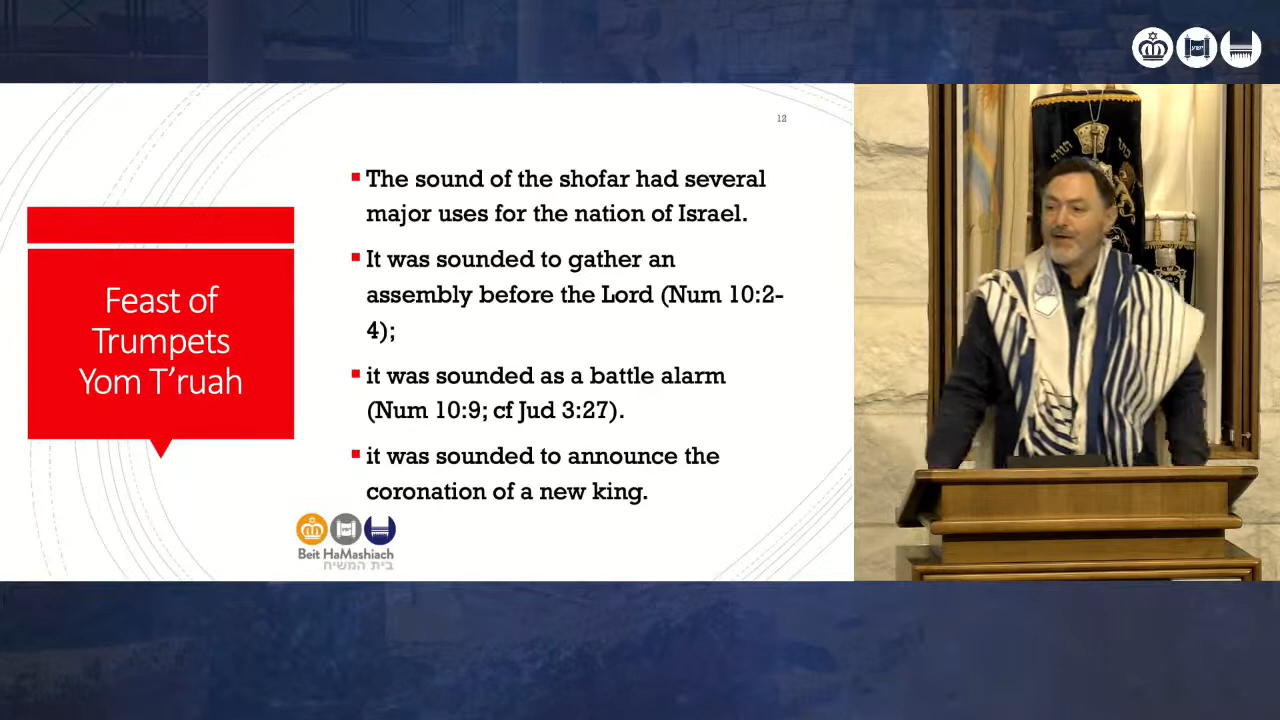 12
Feast of
Trumpets
Yom T’ruah
The sound of the shofar had several
major uses for the nation of Israel.
It was sounded to gather an
assembly before the Lord (Num 10:2-
4);
it was sounded as a battle alarm
(Num 10:9; cf Jud 3:27).
it was sounded to announce the
coronation of a new king.
Beit HaMashiach
בית המשיח